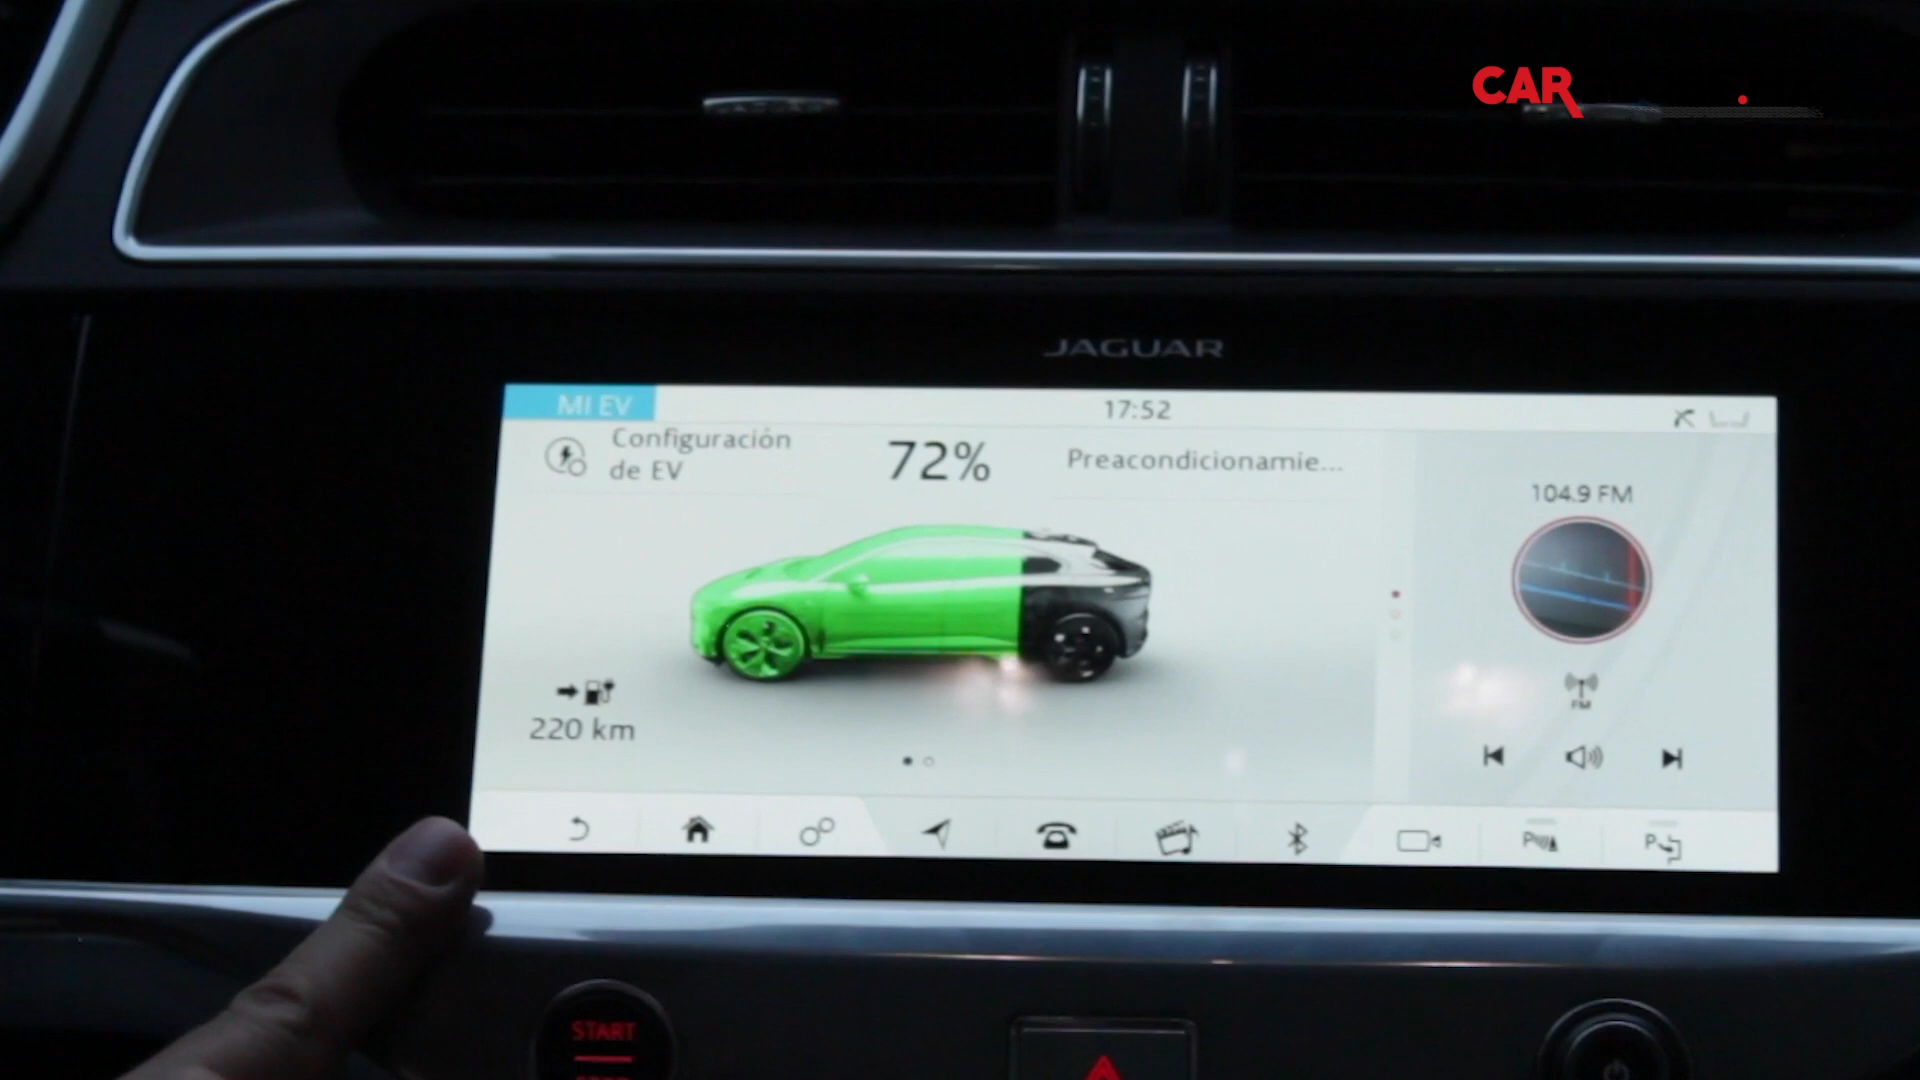 CAR
JAGUAR
MI EV
17:52
Configuración
de EV
72%
Preacondicionamie...
104.9 FM
FM
220 km
P
P
START